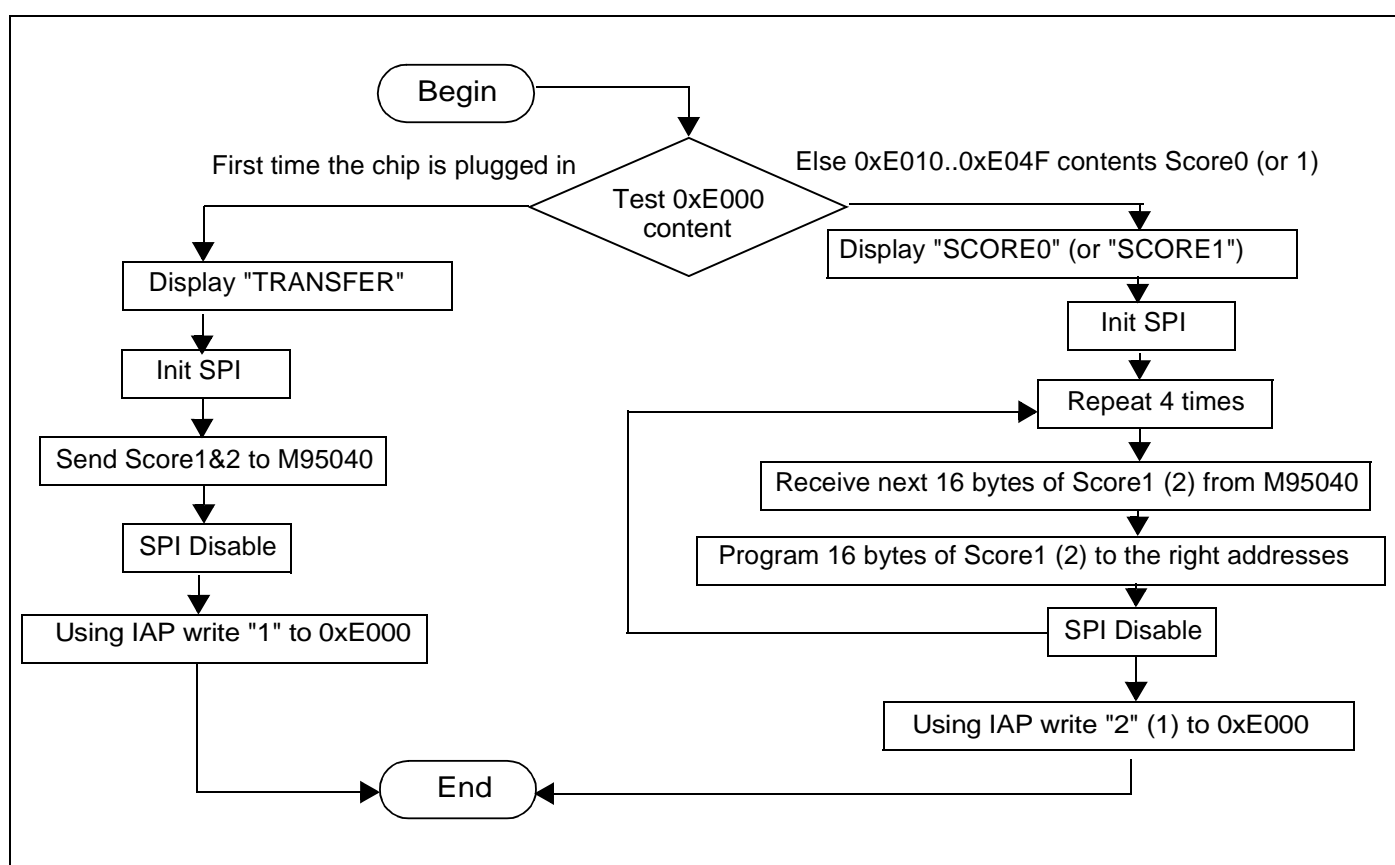 Begin
First time the chip is plugged in
Else 0xE010..0xE04F contents Score0 (or 1)
Test 0xE000
content
Display "TRANSFER"
Init SPI
Send Score1&2 to M95040
SPI Disable
Using IAP write "1" to 0xE000
Display "SCORE0" (or "SCORE1")
Init SPI
Repeat 4 times
Receive next 16 bytes of Score1 (2) from M95040
Program 16 bytes of Score1 (2) to the right addresses
SPI Disable
Using IAP write "2" (1) to 0xE000
End